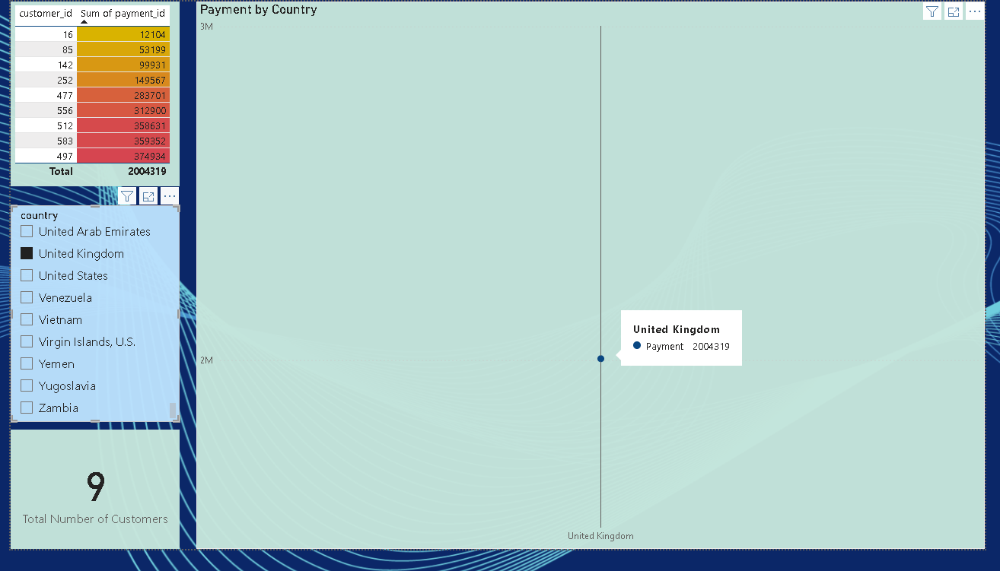 customer_id Sum of payment_id
16 12104
85 53199
142 99931
252 149567
477 283701
556 312900
512 358631
583 359352
497 374934
Total 2004319
country
United Arab Emirates
United Kingdom
United States
Venezuela
Vietnam
Virgin Islands, U.S.
Yemen
Yugoslavia
Zambia
9
Total Number of Customers
Payment by Country
3M
2M
United Kingdom
Payment 2004319
United Kingdom